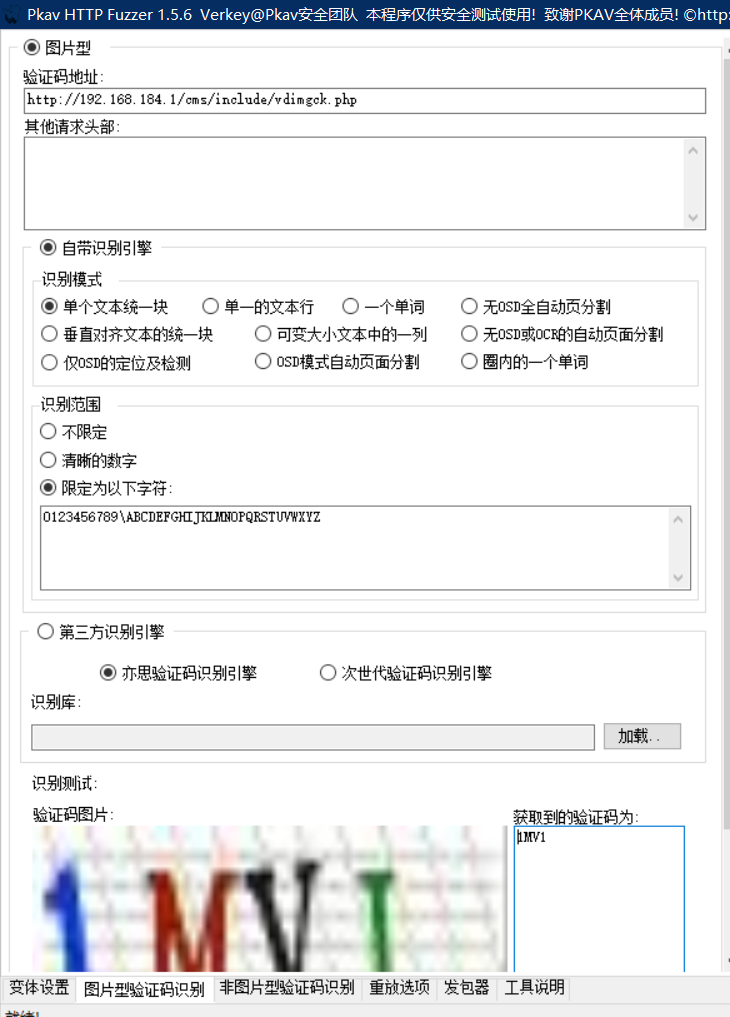 Pkav HTTP Fuzzer 1.5.6 Verkey@Pkav安全团队 本程序仅供安全测试使用! 致谢PKAV全体成员! ©http:
图片型
验证码地址:
http://192.168.184.1/cms/include/vdimgck.php
其他请求头部:
自带识别引擎
识别模式
单个文本统一块 单一的文本行 一个单词 无OSD全自动页分割
垂直对齐文本的统一块 可变大小文本中的一列 无OSD或OCR的自动页面分割
仅OSD的定位及检测 OSD模式自动页面分割 圈内的一个单词
识别范围
不限定
清晰的数字
限定为以下字符:
0123456789\ABCDEFGHIJKLMNOPQRSTUVWXYZ
第三方识别引擎
亦思验证码识别引擎 次世代验证码识别引擎
识别库:
加载..
识别测试:
验证码图片: 获取到的验证码为:
1MV1
1MVI
变体设置 图片型验证码识别 非图片型验证码识别 重放选项 发包器 工具说明
就绪!